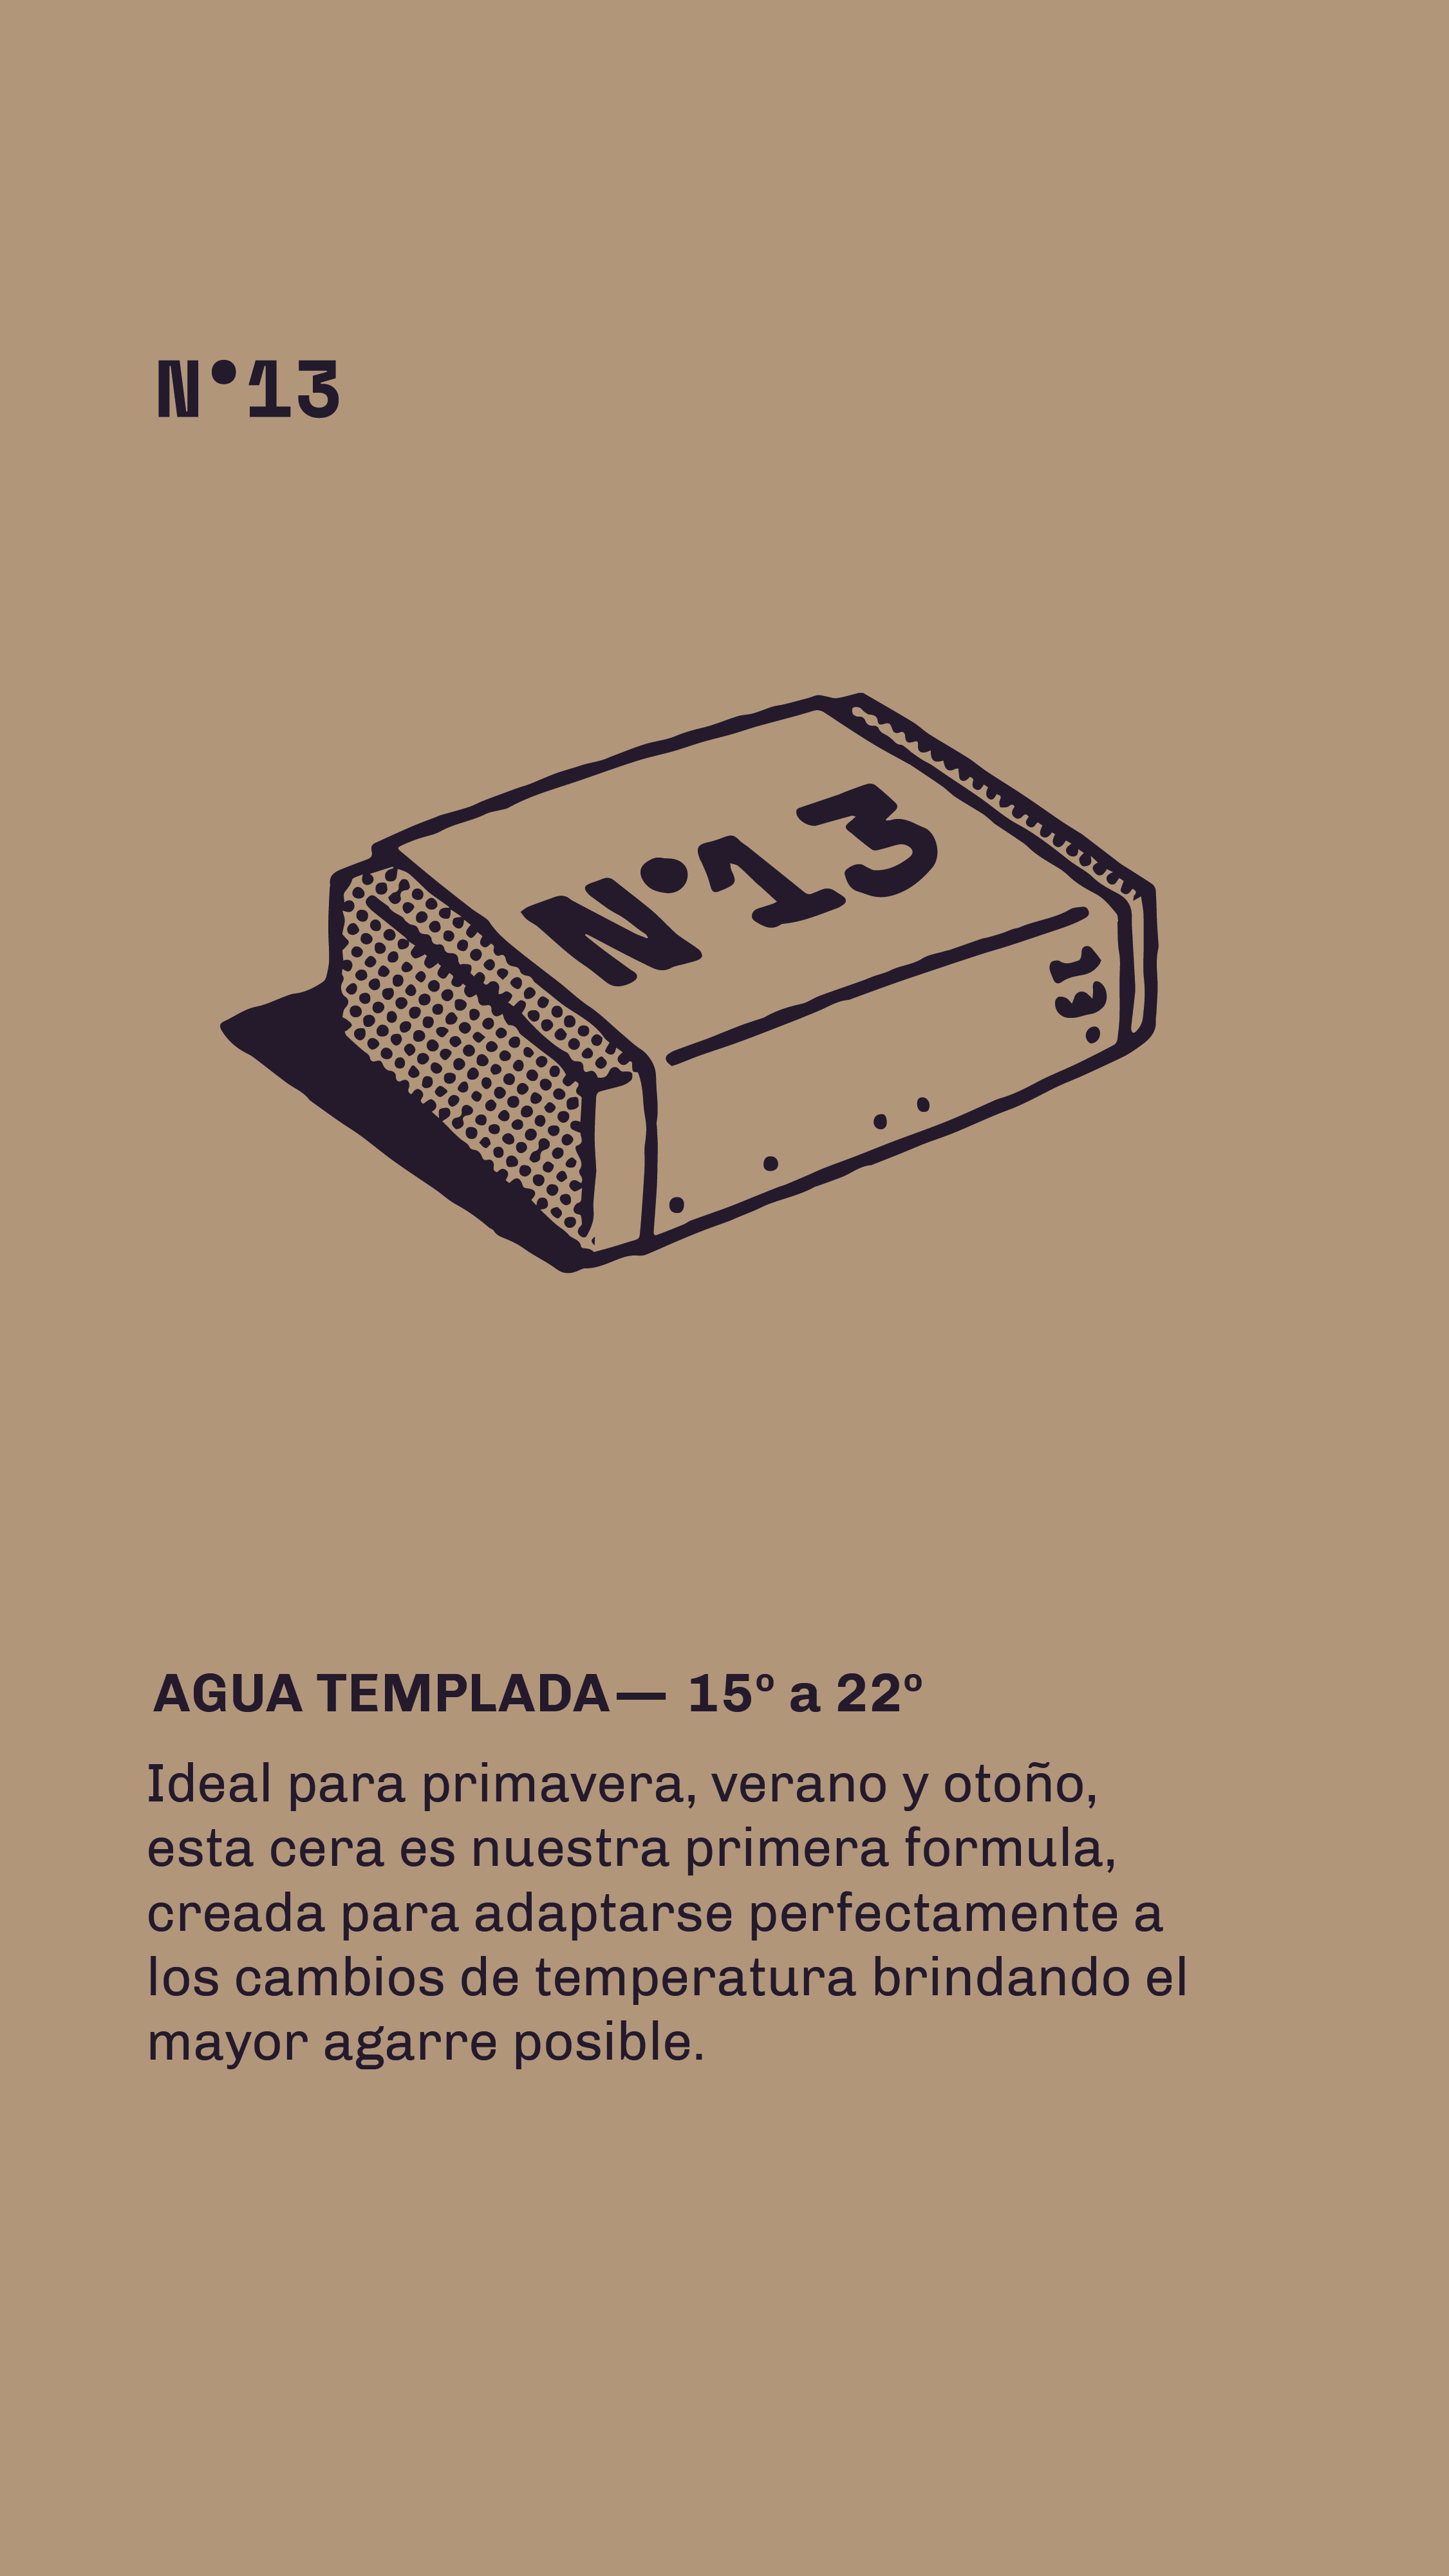 N°13
N°13
13.
AGUA TEMPLADA— 15º a 22º
Ideal para primavera, verano y otoño,
esta cera es nuestra primera formula,
creada para adaptarse perfectamente a
los cambios de temperatura brindando el
mayor agarre posible.